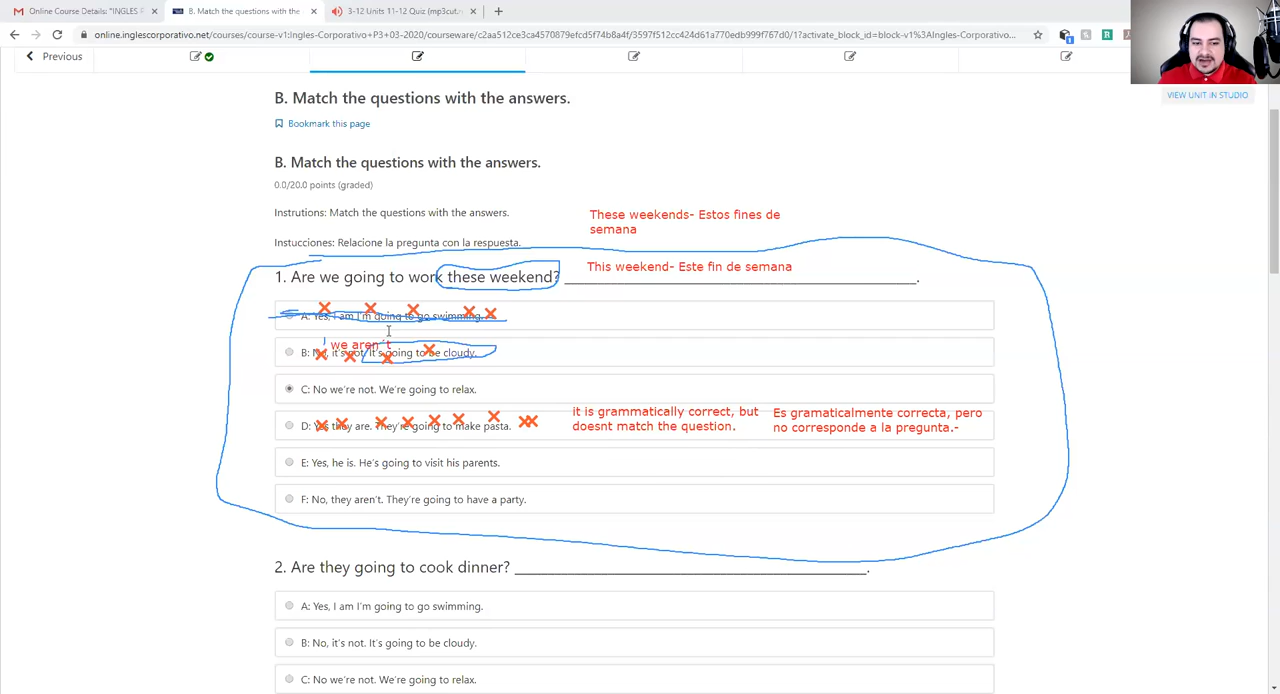 Online Course Details: "INGLES P
B. Match the questions with the
3-12 Units 11-12 Quiz (mp3cut.
online.inglescorporativo.net/courses/course-v1:Ingles-Corporativo+P3+03-2020/courseware/c2aa512ce3ca4570879efcd5f74b8a4f/3597f512cc424d61a770edb999f767d0/1?activate_block_id=block-v1%3AIngles-Corporativo...
Previous
VIEW UNIT IN STUDIO
B. Match the questions with the answers.
Bookmark this page
B. Match the questions with the answers.
0.0/20.0 points (graded)
Instrutions: Match the questions with the answers.
These weekends- Estos fines de
semana
Instucciones: Relacione la pregunta con la respuesta.
This weekend- Este fin de semana
1. Are we going to work these weekend? ______________________________.
A: Yes, I am I'm going to go swimming.
we aren´t
B: No, it's not. It's going to be cloudy.
C: No we're not. We're going to relax.
it is grammatically correct, but
doesnt match the question.
Es gramaticalmente correcta, pero
no corresponde a la pregunta.-
D: Yes they are. They're going to make pasta.
E: Yes, he is. He's going to visit his parents.
F: No, they aren't. They're going to have a party.
2. Are they going to cook dinner? ______________________________.
A: Yes, I am I'm going to go swimming.
B: No, it's not. It's going to be cloudy.
C: No we're not. We're going to relax.